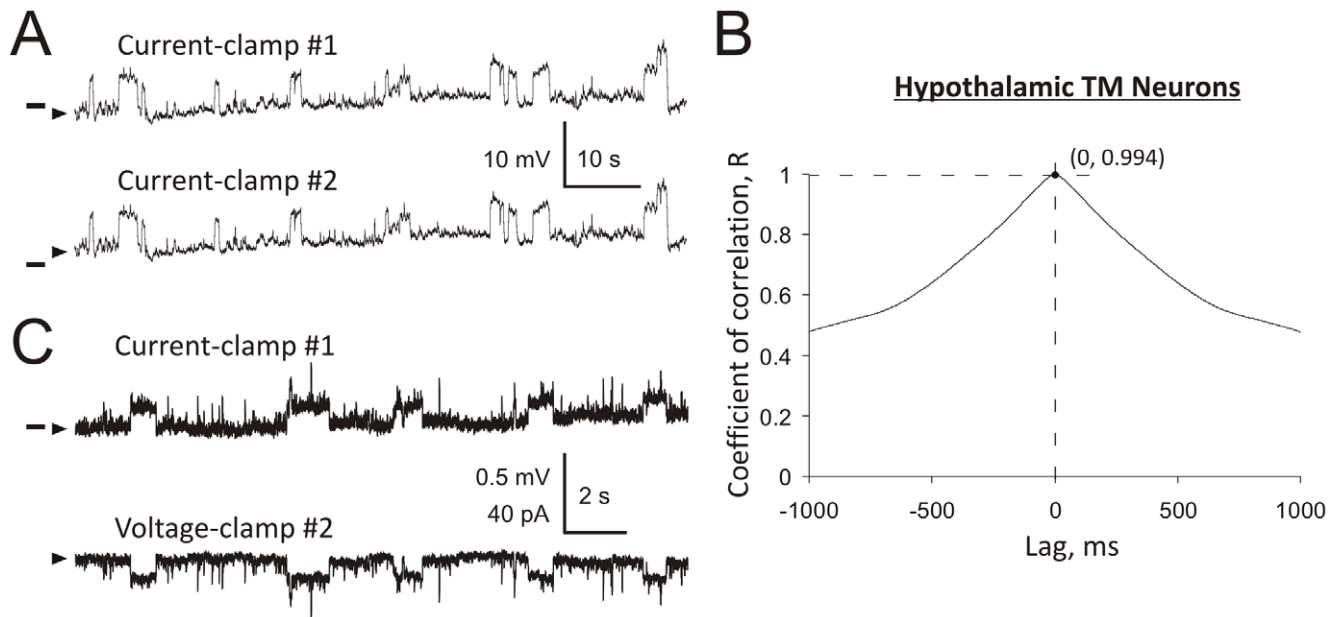 A
Current-clamp #1
10 mV
10 s
Current-clamp #2
B
Hypothalamic TM Neurons
(0, 0.994)
Coefficient of correlation, R
1
0.8
0.6
0.4
0.2
0
-1000
-500
0
500
1000
Lag, ms
C
Current-clamp #1
0.5 mV
40 pA
2 s
Voltage-clamp #2